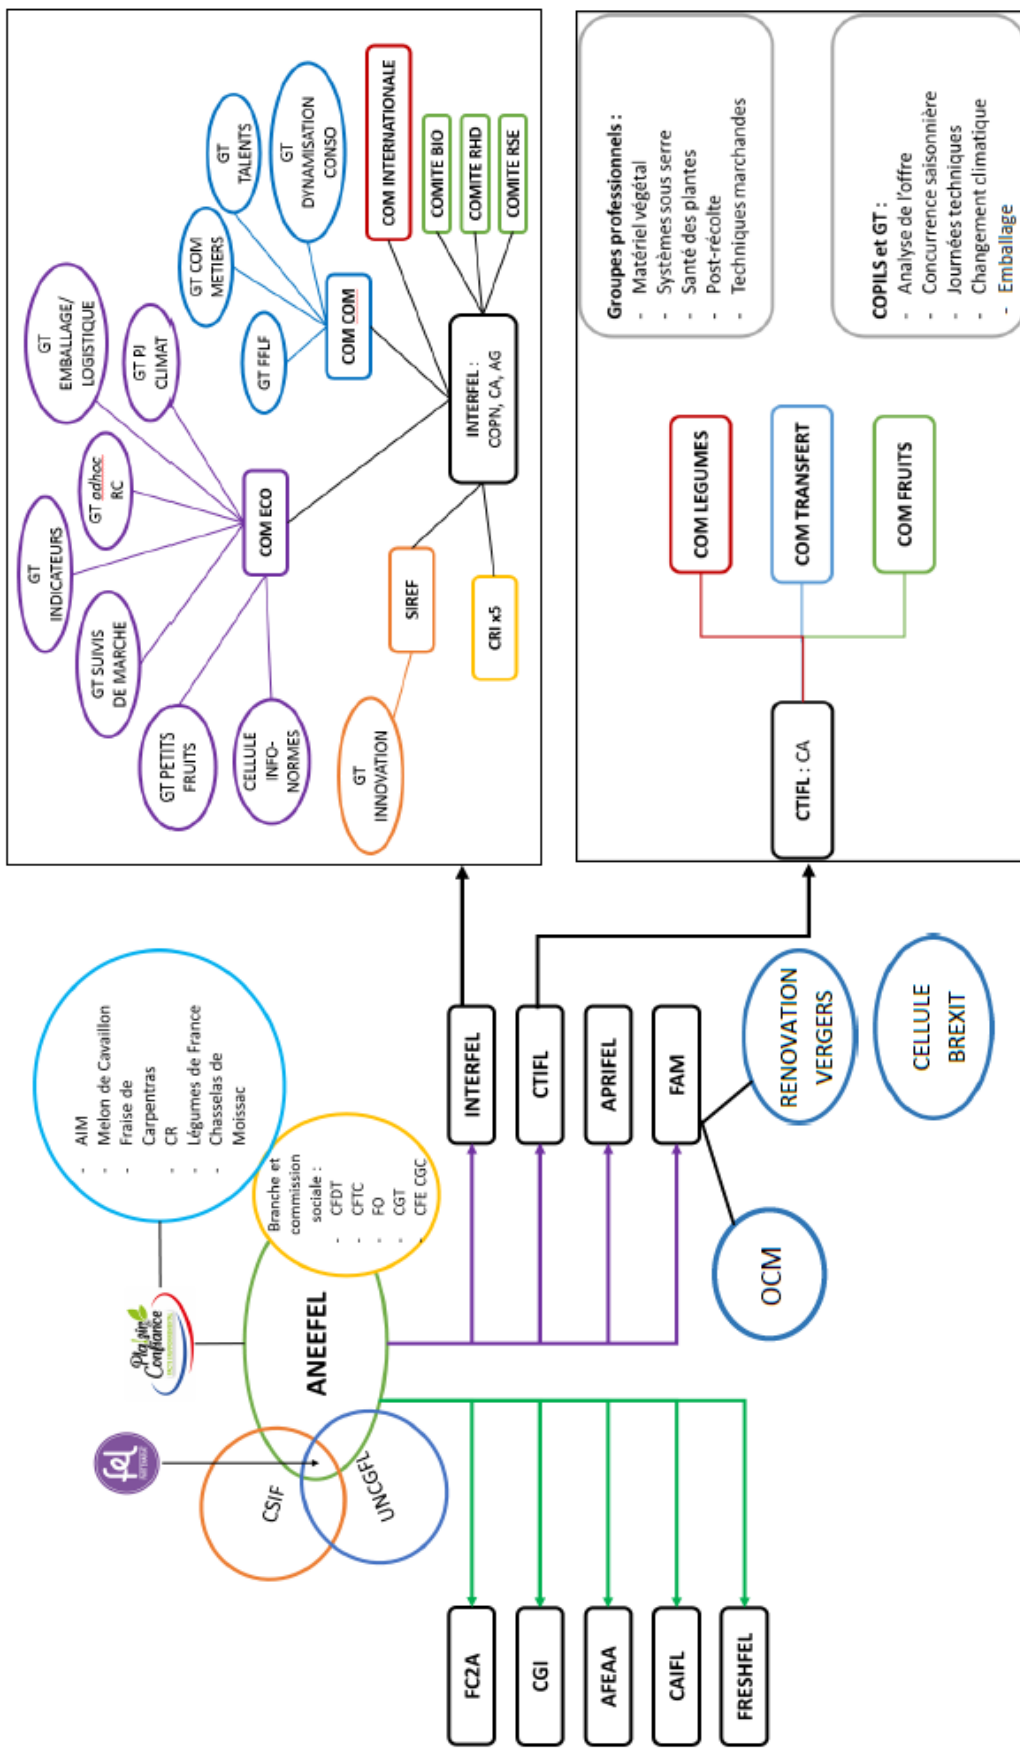 fel
PARTAGE
Plaisir
& Confiance
CSIF
UNCGFL
ANEEFEL
- AIM
- Melon de Cavaillon
- Fraise de
Carpentras
- CR
- Légumes de France
- Chasselas de
Moissac
Branche et
commission
sociale :
- CFDT
- CFTC
- FO
- CGT
- CFE CGC
FC2A
CGI
AFEAA
CAIFL
FRESHFEL
INTERFEL
CTIFL
APRIFEL
FAM
OCM
RENOVATION
VERGERS
CELLULE
BREXIT
GT PETITS
FRUITS
GT SUIVIS
DE MARCHE
GT
INDICATEURS
GT adhoc
RC
GT
EMBALLAGE/
LOGISTIQUE
GT PJ
CLIMAT
CELLULE
INFO-
NORMES
COM ECO
GT FFLF
GT COM
METIERS
GT
TALENTS
GT
DYNAMISATION
CONSO
COM COM
GT
INNOVATION
SIREF
CRI x5
INTERFEL :
COPN, CA, AG
COM INTERNATIONALE
COMITE BIO
COMITE RHD
COMITE RSE
CTIFL : CA
COM LEGUMES
COM TRANSFERT
COM FRUITS
Groupes professionnels :
- Matériel végétal
- Systèmes sous serre
- Santé des plantes
- Post-récolte
- Techniques marchandes
COPILS et GT :
- Analyse de l'offre
- Concurrence saisonnière
- Journées techniques
- Changement climatique
- Emballage